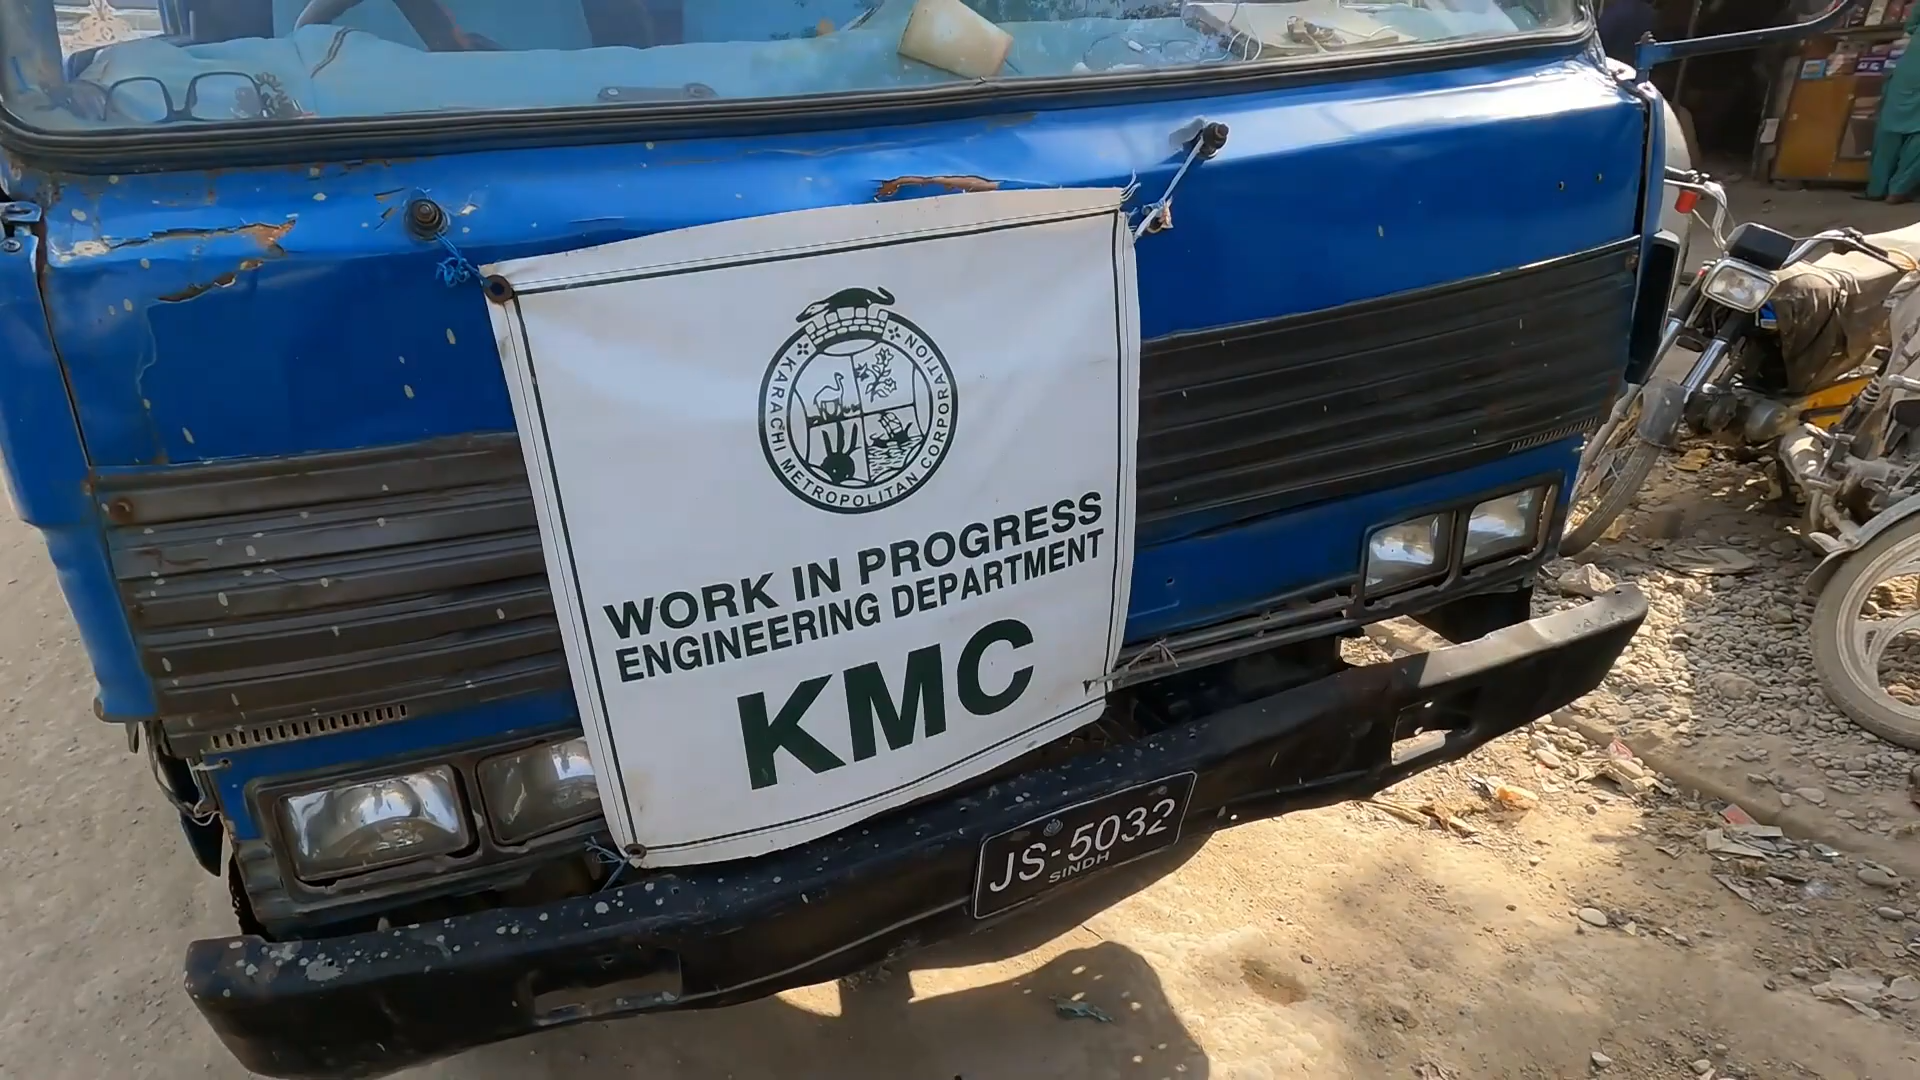 KARACHI METROPOLITAN CORPORATION
WORK IN PROGRESS
ENGINEERING DEPARTMENT
KMC
JS-5032
SINDH